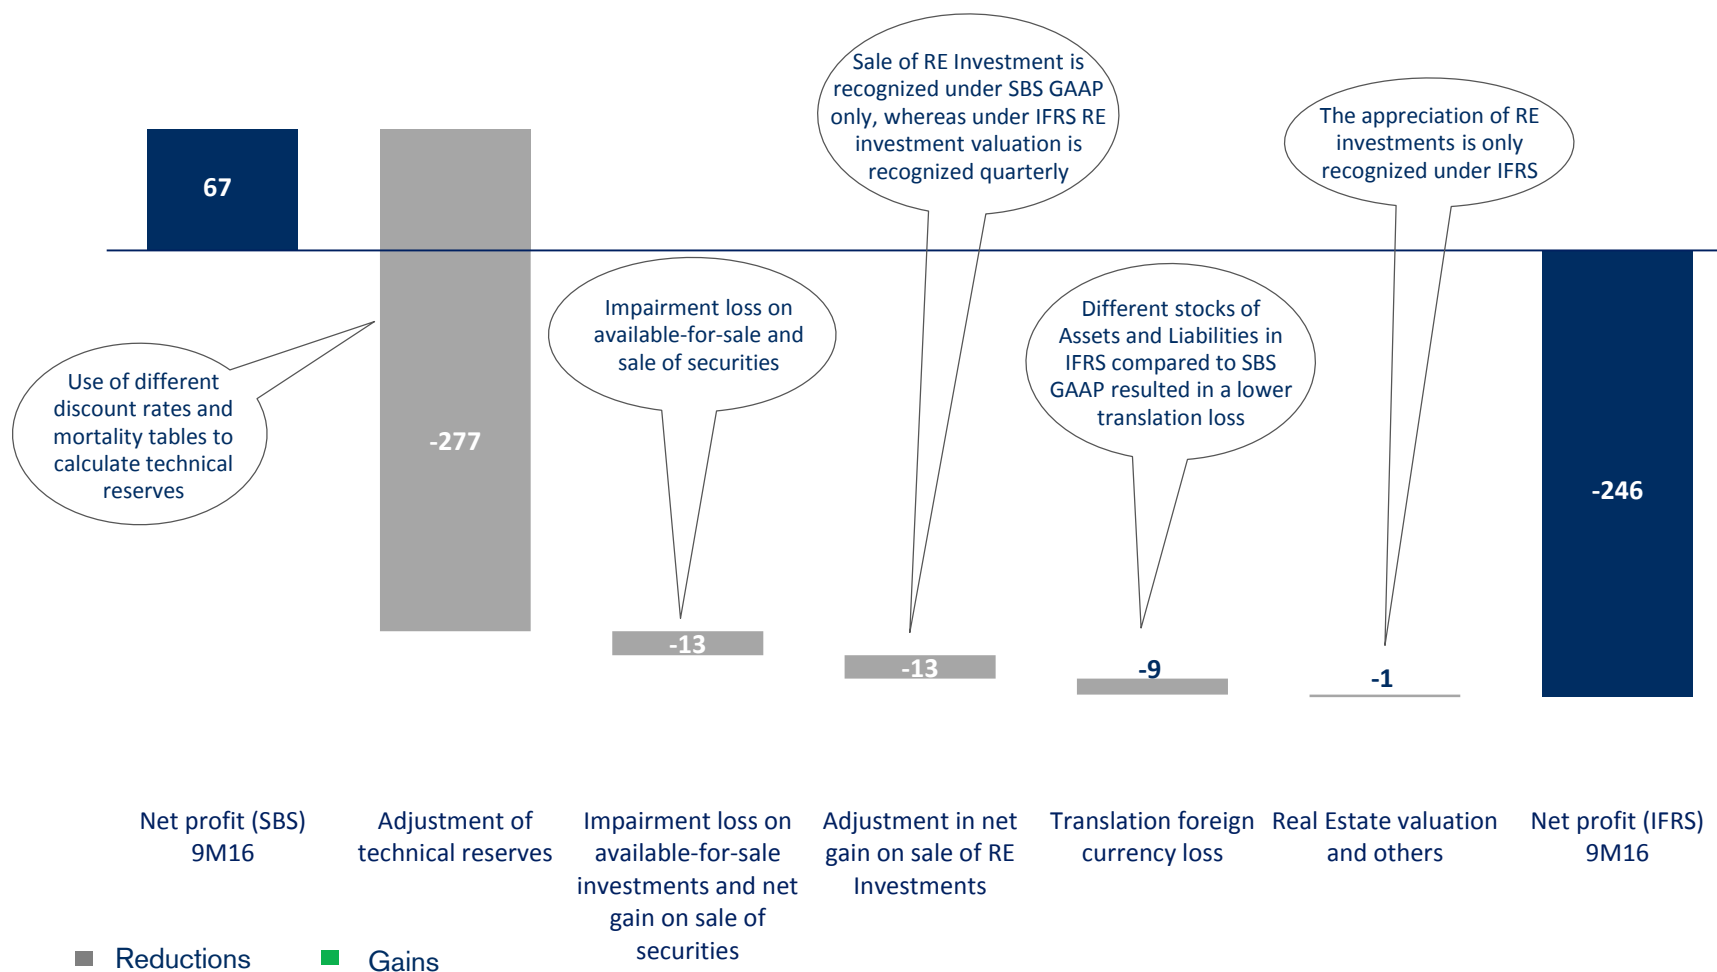 Sale of RE Investment is
recognized under SBS GAAP
only, whereas under IFRS RE
investment valuation is
recognized quarterly
The appreciation of RE
investments is only
recognized under IFRS
67
Impairment loss on
available-for-sale and
sale of securities
Different stocks of
Assets and Liabilities in
IFRS compared to SBS
GAAP resulted in a lower
translation loss
Use of different
discount rates and
mortality tables to
calculate technical
reserves
-277
-246
-13
-13
-9
-1
Net profit (SBS)
9M16
Adjustment of
technical reserves
Impairment loss on
available-for-sale
investments and net
gain on sale of
securities
Adjustment in net
gain on sale of RE
Investments
Translation foreign
currency loss
Real Estate valuation
and others
Net profit (IFRS)
9M16
Reductions
Gains